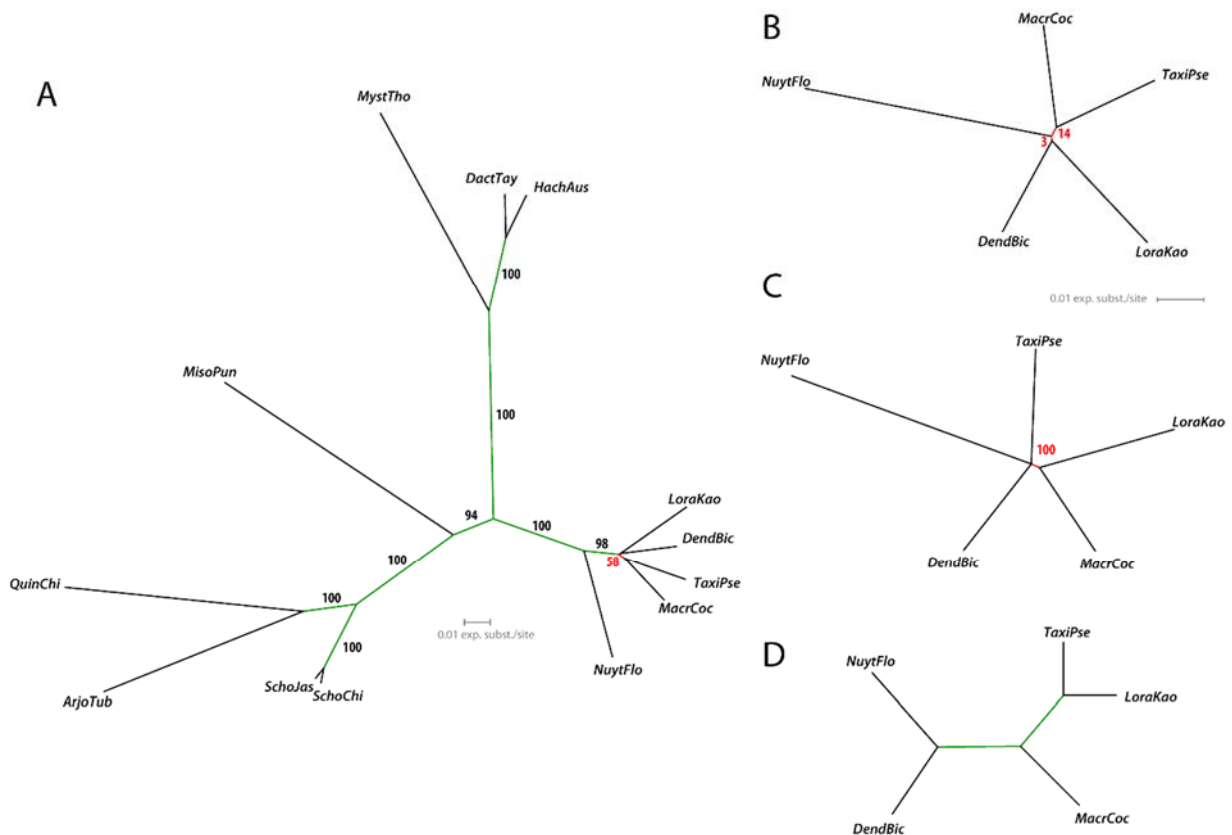 A
MystTho
DactTay
HachAus
100
100
MisoPun
94
100
98
58
LoraKao
DendBic
TaxiPse
MacrCoc
NuytFlo
100
QuinChi
100
100
ArjoTub
SchoJas
SchoChi
0.01 exp. subst./site
B
MacrCoc
NuytFlo
TaxiPse
3
14
DendBic
LoraKao
0.01 exp. subst./site
C
TaxiPse
NuytFlo
LoraKao
100
DendBic
MacrCoc
D
TaxiPse
NuytFlo
LoraKao
DendBic
MacrCoc